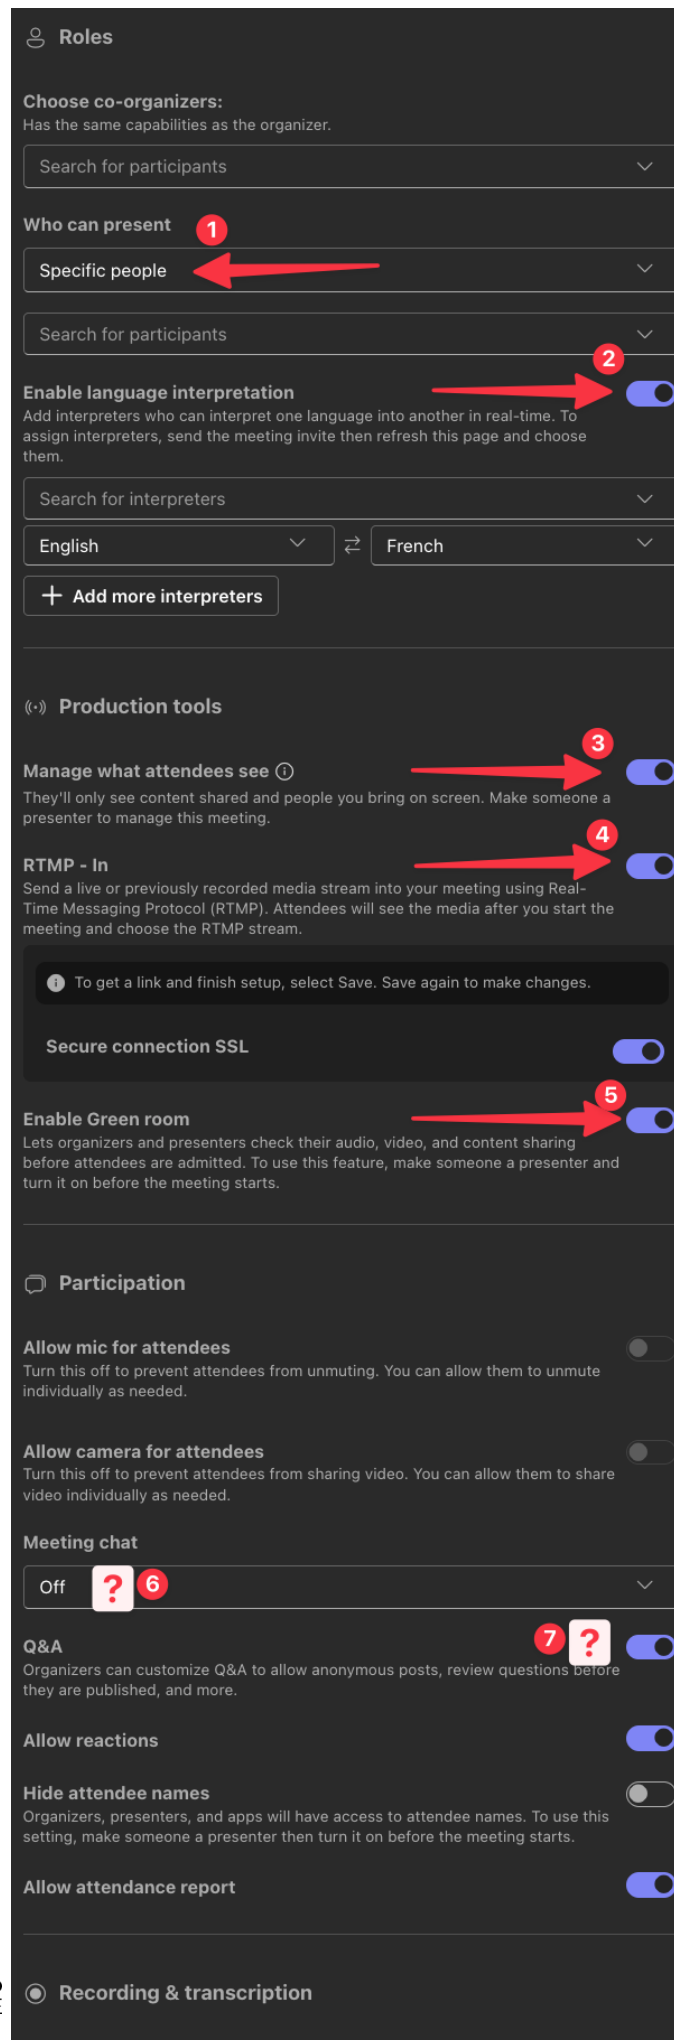 Roles
Choose co-organizers:
Has the same capabilities as the organizer.
Search for participants
Who can present
1
Specific people
Search for participants
2
Enable language interpretation
Add interpreters who can interpret one language into another in real-time. To
assign interpreters, send the meeting invite then refresh this page and choose
them.
Search for interpreters
English
French
Add more interpreters
Production tools
3
Manage what attendees see
They'll only see content shared and people you bring on screen. Make someone a
presenter to manage this meeting.
4
RTMP - In
Send a live or previously recorded media stream into your meeting using Real-
Time Messaging Protocol (RTMP). Attendees will see the media after you start the
meeting and choose the RTMP stream.
To get a link and finish setup, select Save. Save again to make changes.
Secure connection SSL
5
Enable Green room
Lets organizers and presenters check their audio, video, and content sharing
before attendees are admitted. To use this feature, make someone a presenter and
turn it on before the meeting starts.
Participation
Allow mic for attendees
Turn this off to prevent attendees from unmuting. You can allow them to unmute
individually as needed.
Allow camera for attendees
Turn this off to prevent attendees from sharing video. You can allow them to share
video individually as needed.
Meeting chat
Off ? 6
7 ?
Q&A
Organizers can customize Q&A to allow anonymous posts, review questions before
they are published, and more.
Allow reactions
Hide attendee names
Organizers, presenters, and apps will have access to attendee names. To use this
setting, make someone a presenter then turn it on before the meeting starts.
Allow attendance report
Recording & transcription